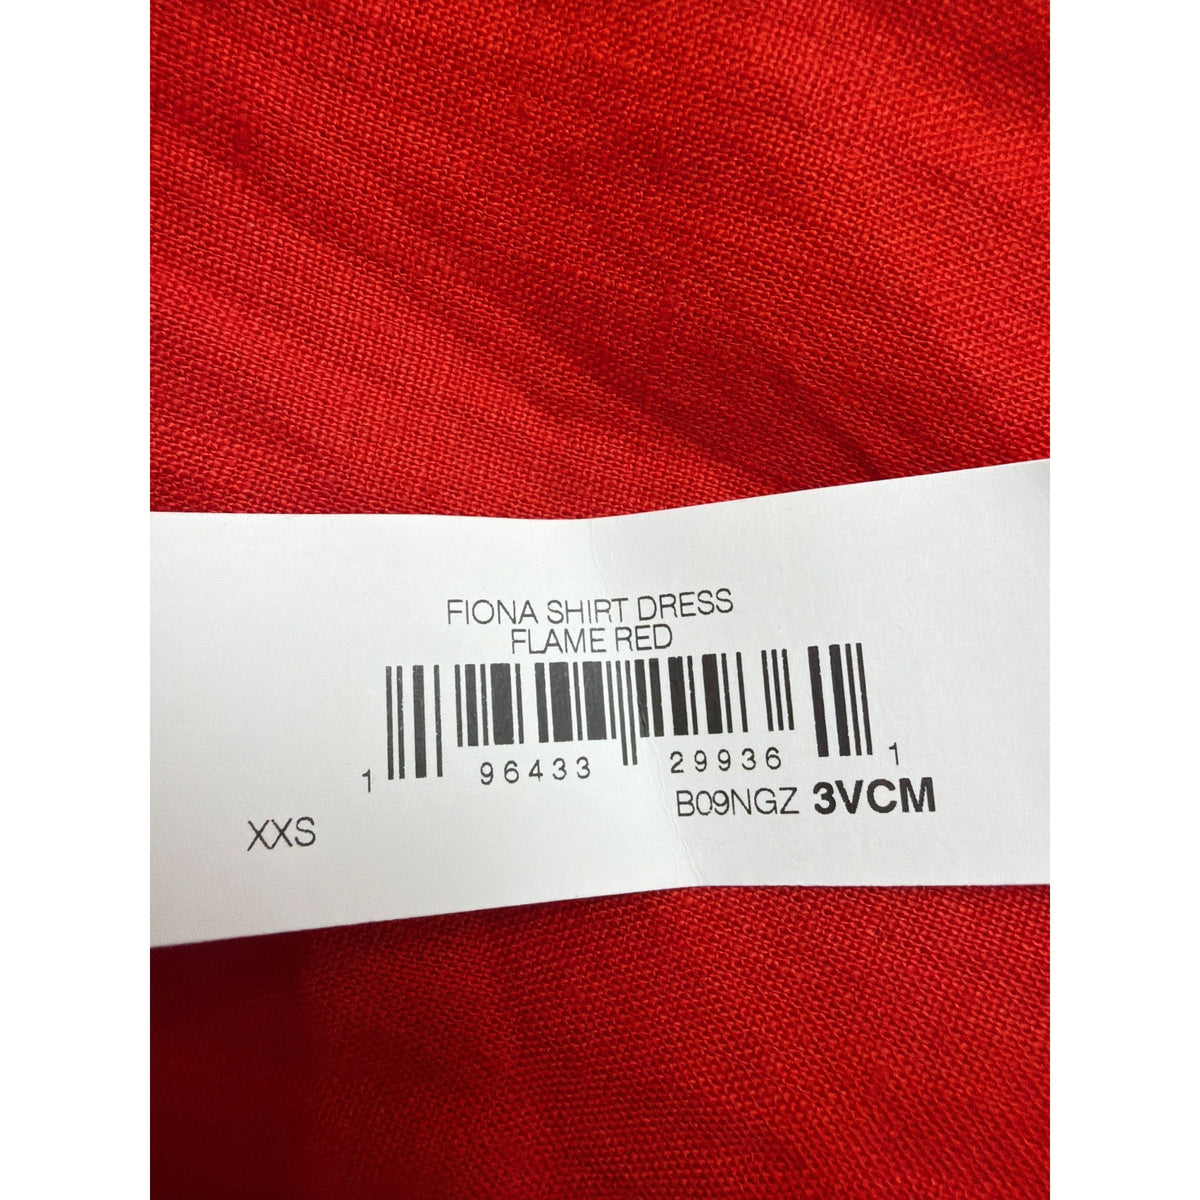 FIONA SHIRT DRESS
FLAME RED
1 96433 29936 1
B09NGZ 3VCM
XXS